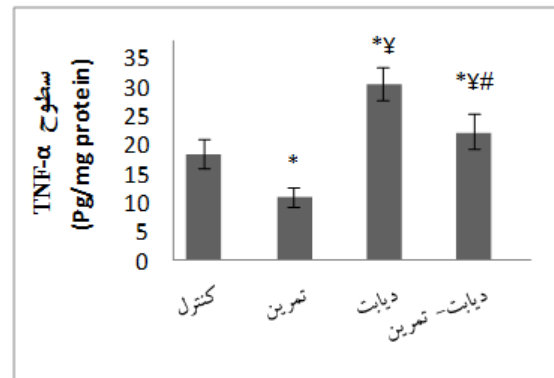 سطوح TNF-α
(Pg/mg protein)
35
30
25
20
15
10
5
0
*
*¥
*¥#
کنترل
تمرین
دیابت
دیابت- تمرین